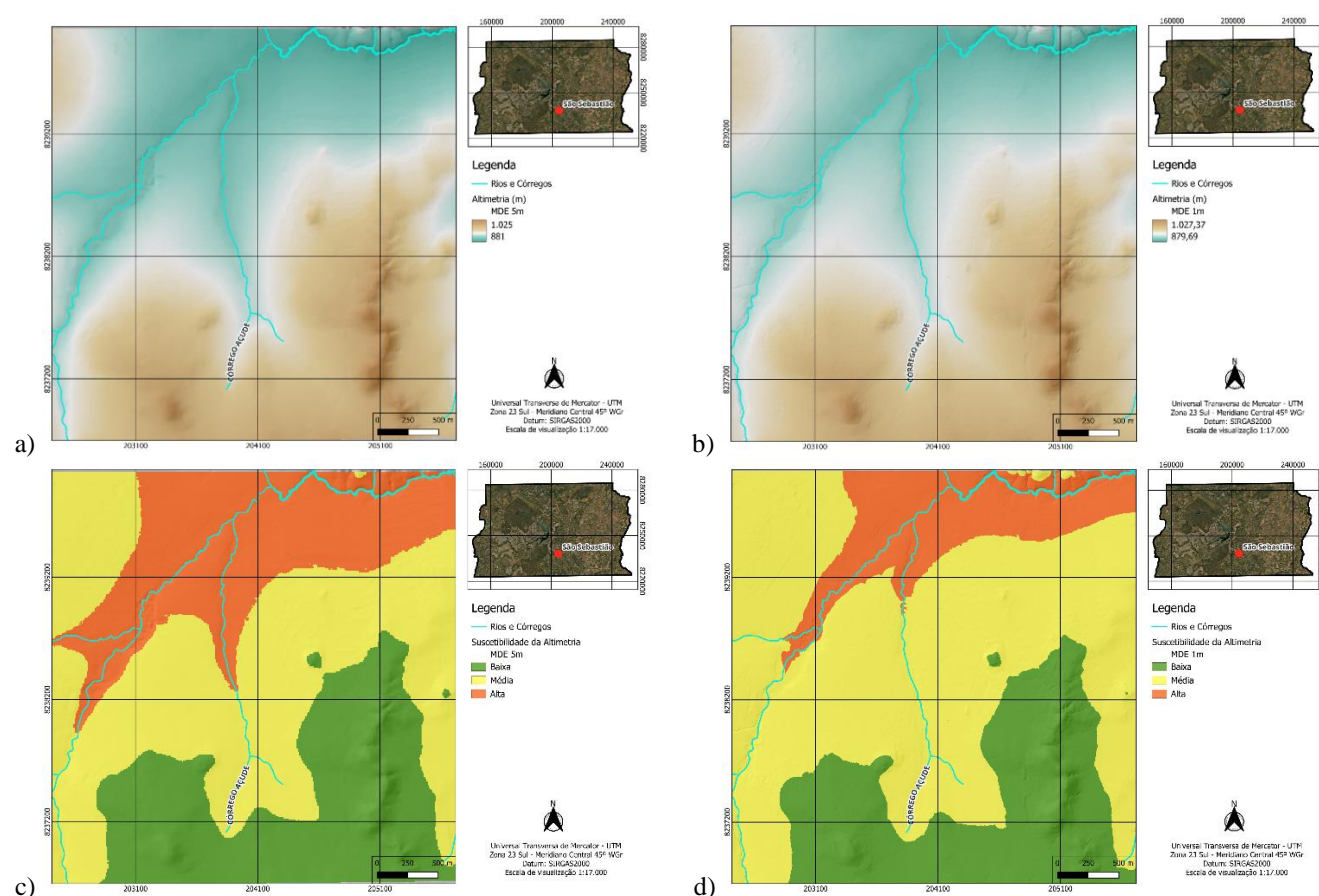 160000 200000 240000
8280000
8250000
8220000
São Sebastião
8239200
8238200
8237200
CÓRREGO AÇUDE
203100 204100 205100
0 250 500 m
Legenda
Rios e Córregos
Altimetria (m)
MDE 5m
1.025
881
N
Universal Transversa de Mercator - UTM
Zona 23 Sul - Meridiano Central 45º WGr
Datum: SIRGAS2000
Escala de visualização 1:17.000
a)
160000 200000 240000
São Sebastião
8239200
8238200
8237200
CÓRREGO AÇUDE
203100 204100 205100
0 250 500 m
Legenda
Rios e Córregos
Altimetria (m)
MDE 1m
1.027,37
879,69
N
Universal Transversa de Mercator - UTM
Zona 23 Sul - Meridiano Central 45º WGr
Datum: SIRGAS2000
Escala de visualização 1:17.000
b)
160000 200000 240000
8280000
8250000
8220000
São Sebastião
8239200
8238200
8237200
CÓRREGO AÇUDE
203100 204100 205100
0 250 500 m
Legenda
Rios e Córregos
Suscetibilidade da Altimetria
MDE 5m
Baixa
Média
Alta
N
Universal Transversa de Mercator - UTM
Zona 23 Sul - Meridiano Central 45º WGr
Datum: SIRGAS2000
Escala de visualização 1:17.000
c)
160000 200000 240000
São Sebastião
8239200
8238200
8237200
CÓRREGO AÇUDE
203100 204100 205100
0 250 500 m
Legenda
Rios e Córregos
Suscetibilidade da Altimetria
MDE 1m
Baixa
Média
Alta
N
Universal Transversa de Mercator - UTM
Zona 23 Sul - Meridiano Central 45º WGr
Datum: SIRGAS2000
Escala de visualização 1:17.000
d)